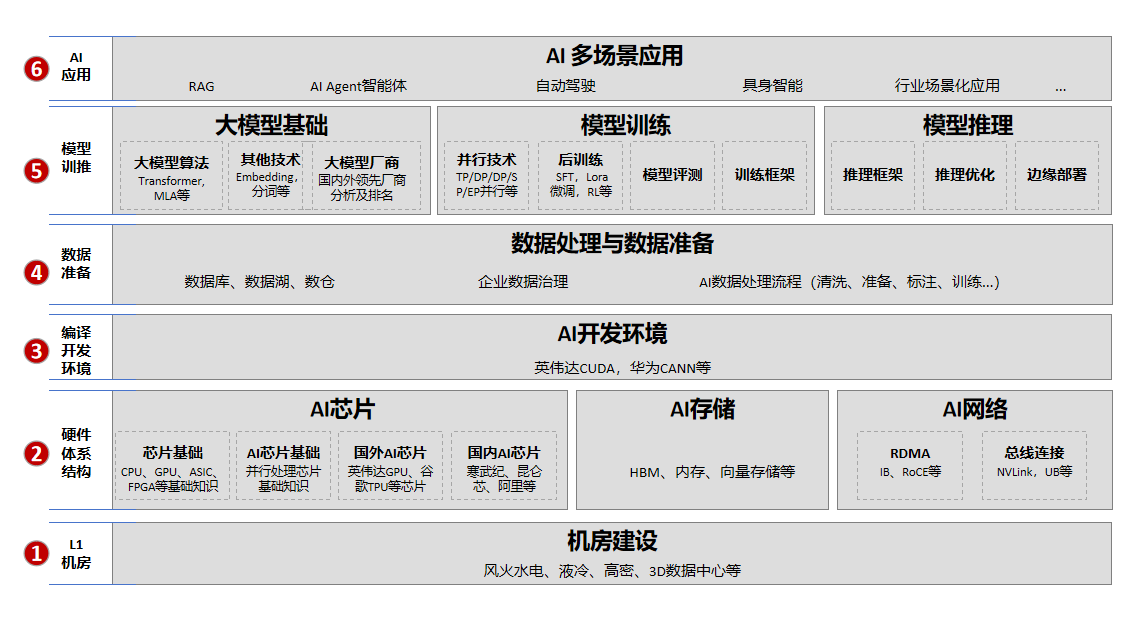 6
AI
应用
AI 多场景应用
RAG
AI Agent智能体
自动驾驶
具身智能
行业场景化应用
...
5
模型
训推
大模型基础
大模型算法
Transformer,
MLA等
其他技术
Embedding，
分词等
大模型厂商
国内外领先厂商
分析及排名
模型训练
并行技术
TP/DP/DP/S
P/EP并行等
后训练
SFT，Lora
微调，RL等
模型评测
训练框架
模型推理
推理框架
推理优化
边缘部署
4
数据
准备
数据处理与数据准备
数据库、数据湖、数仓
企业数据治理
AI数据处理流程（清洗、准备、标注、训练...）
3
编译
开发
环境
AI开发环境
英伟达CUDA，华为CANN等
2
硬件
体系
结构
AI芯片
芯片基础
CPU、GPU、ASIC、
FPGA等基础知识
AI芯片基础
并行处理芯片
基础知识
国外AI芯片
英伟达GPU、谷
歌TPU等芯片
国内AI芯片
寒武纪、昆仑
芯、阿里等
AI存储
HBM、内存、向量存储等
AI网络
RDMA
IB、RoCE等
总线连接
NVLink，UB等
1
L1
机房
机房建设
风火水电、液冷、高密、3D数据中心等